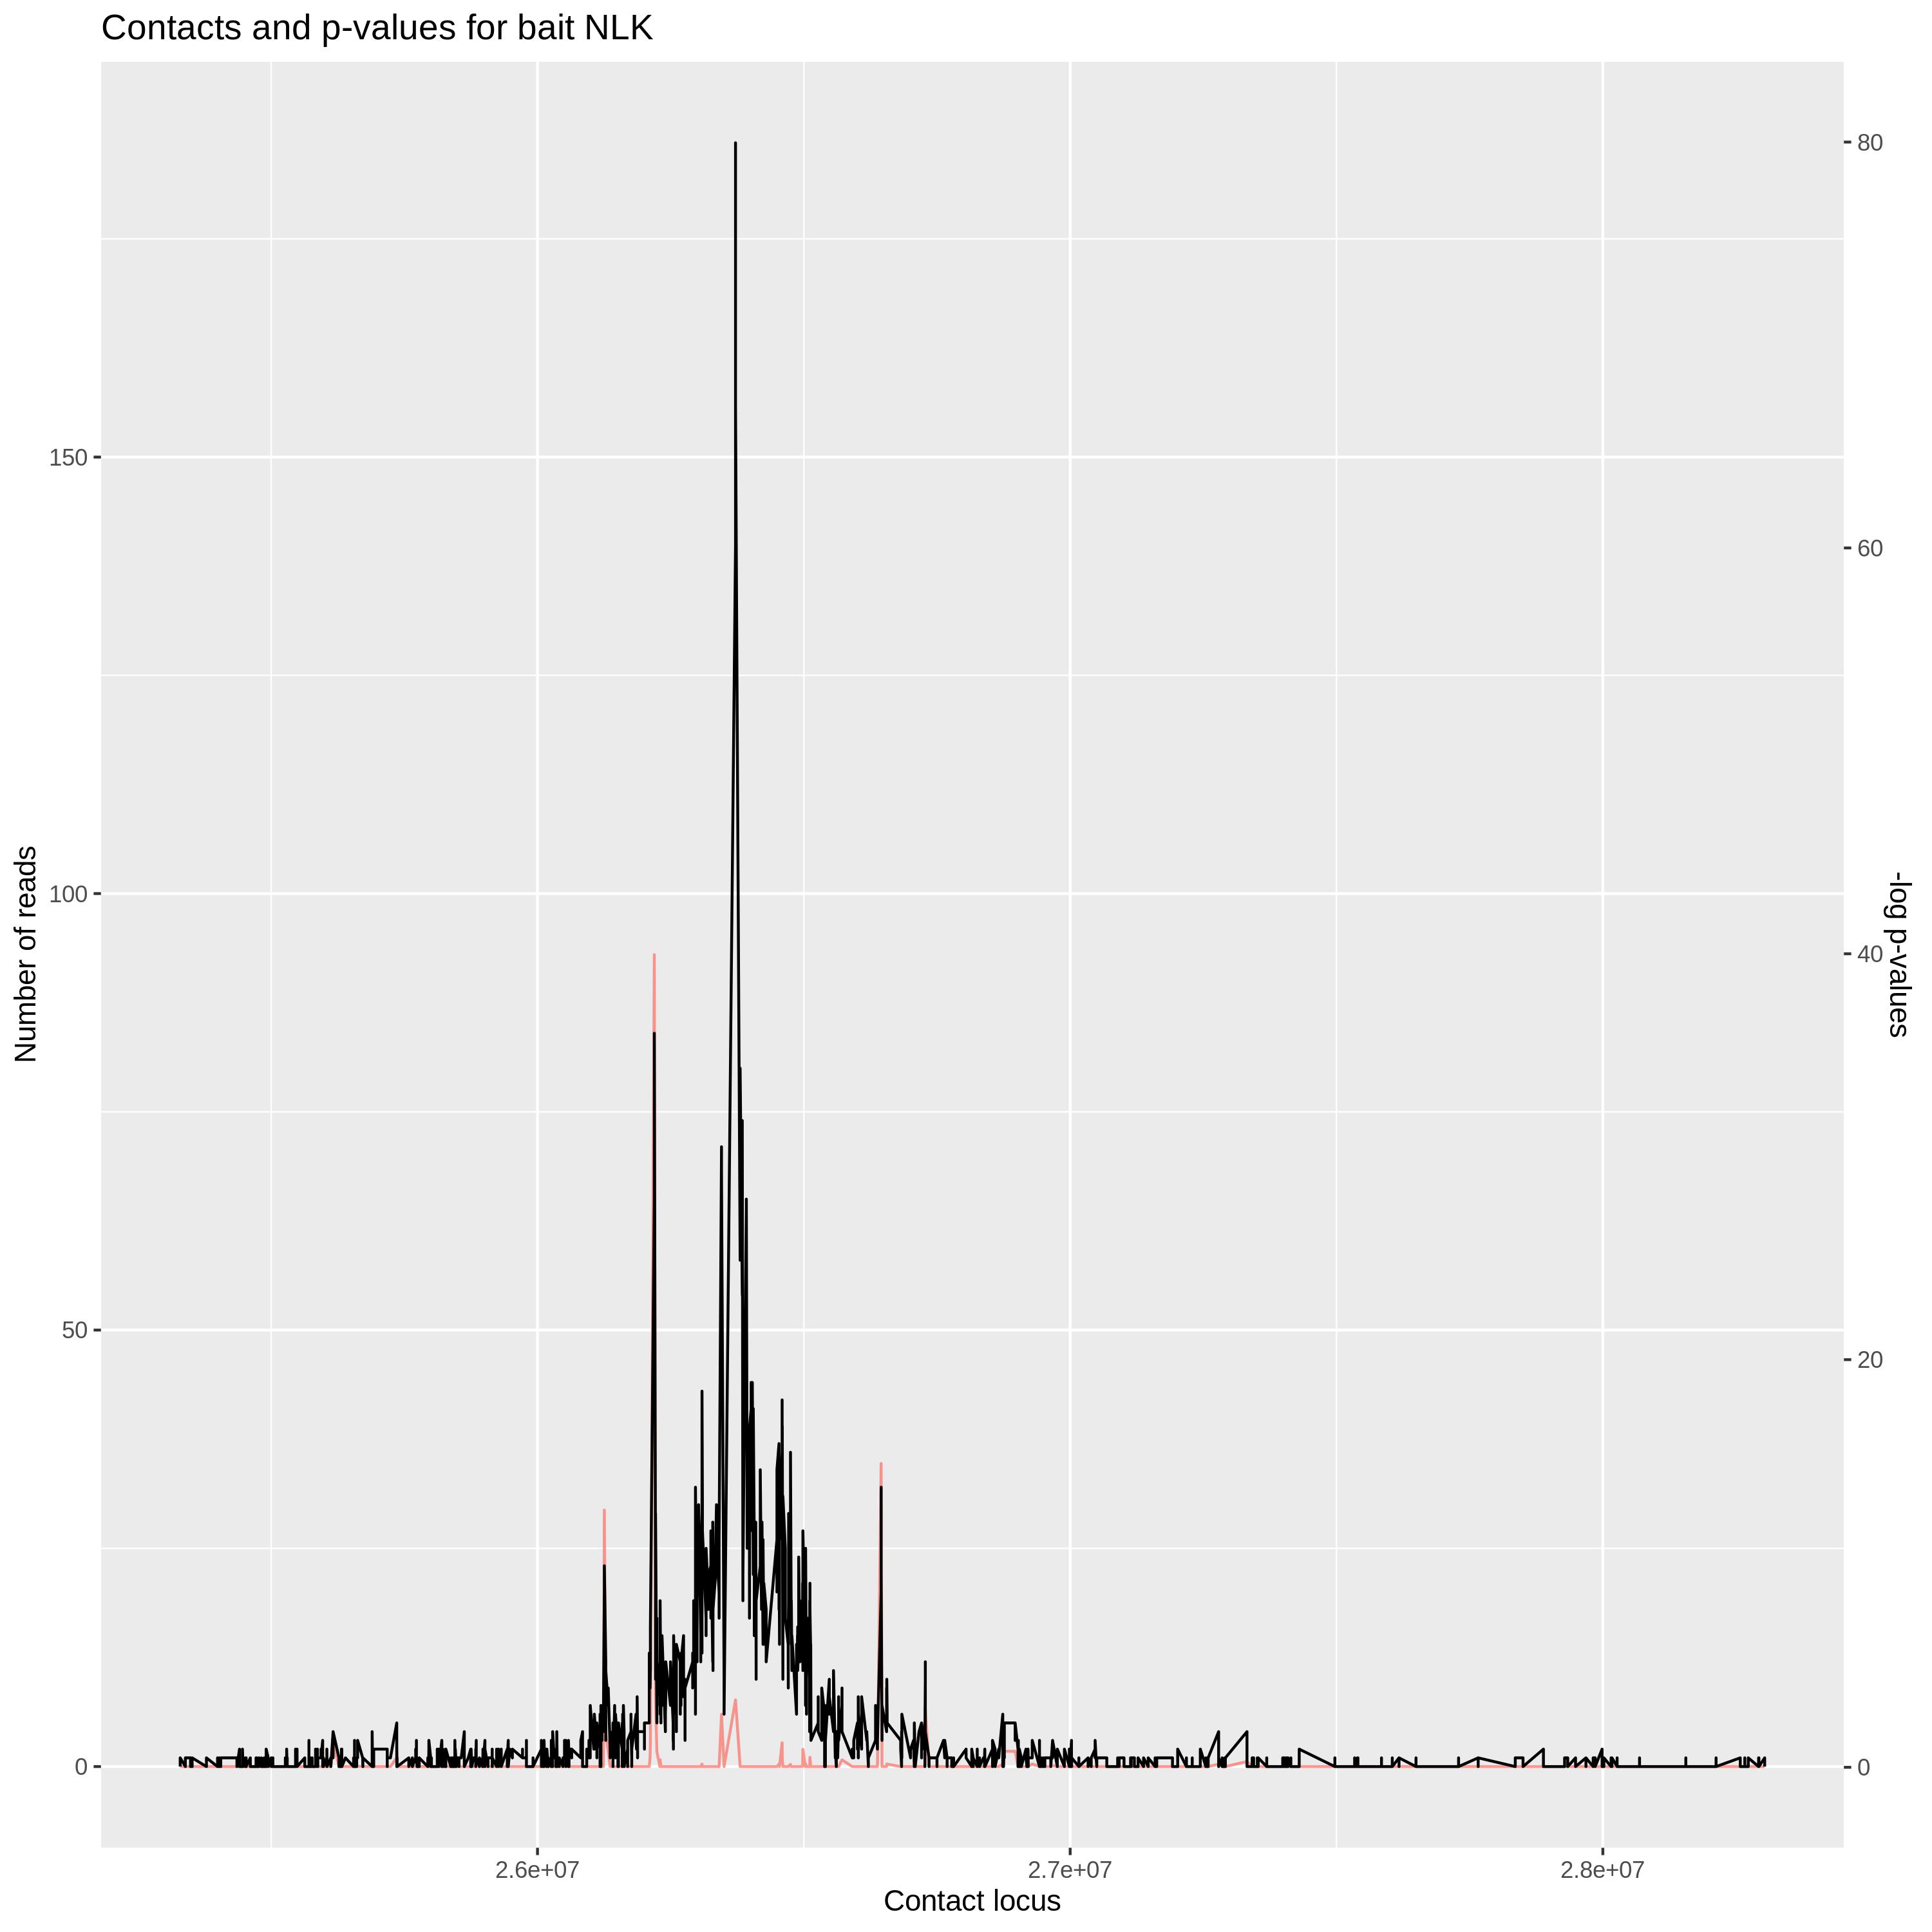 Contacts and p-values for bait NLK
Number of reads
150
100
50
0
80
60
40
20
0
-log p-values
2.6e+07
2.7e+07
2.8e+07
Contact locus